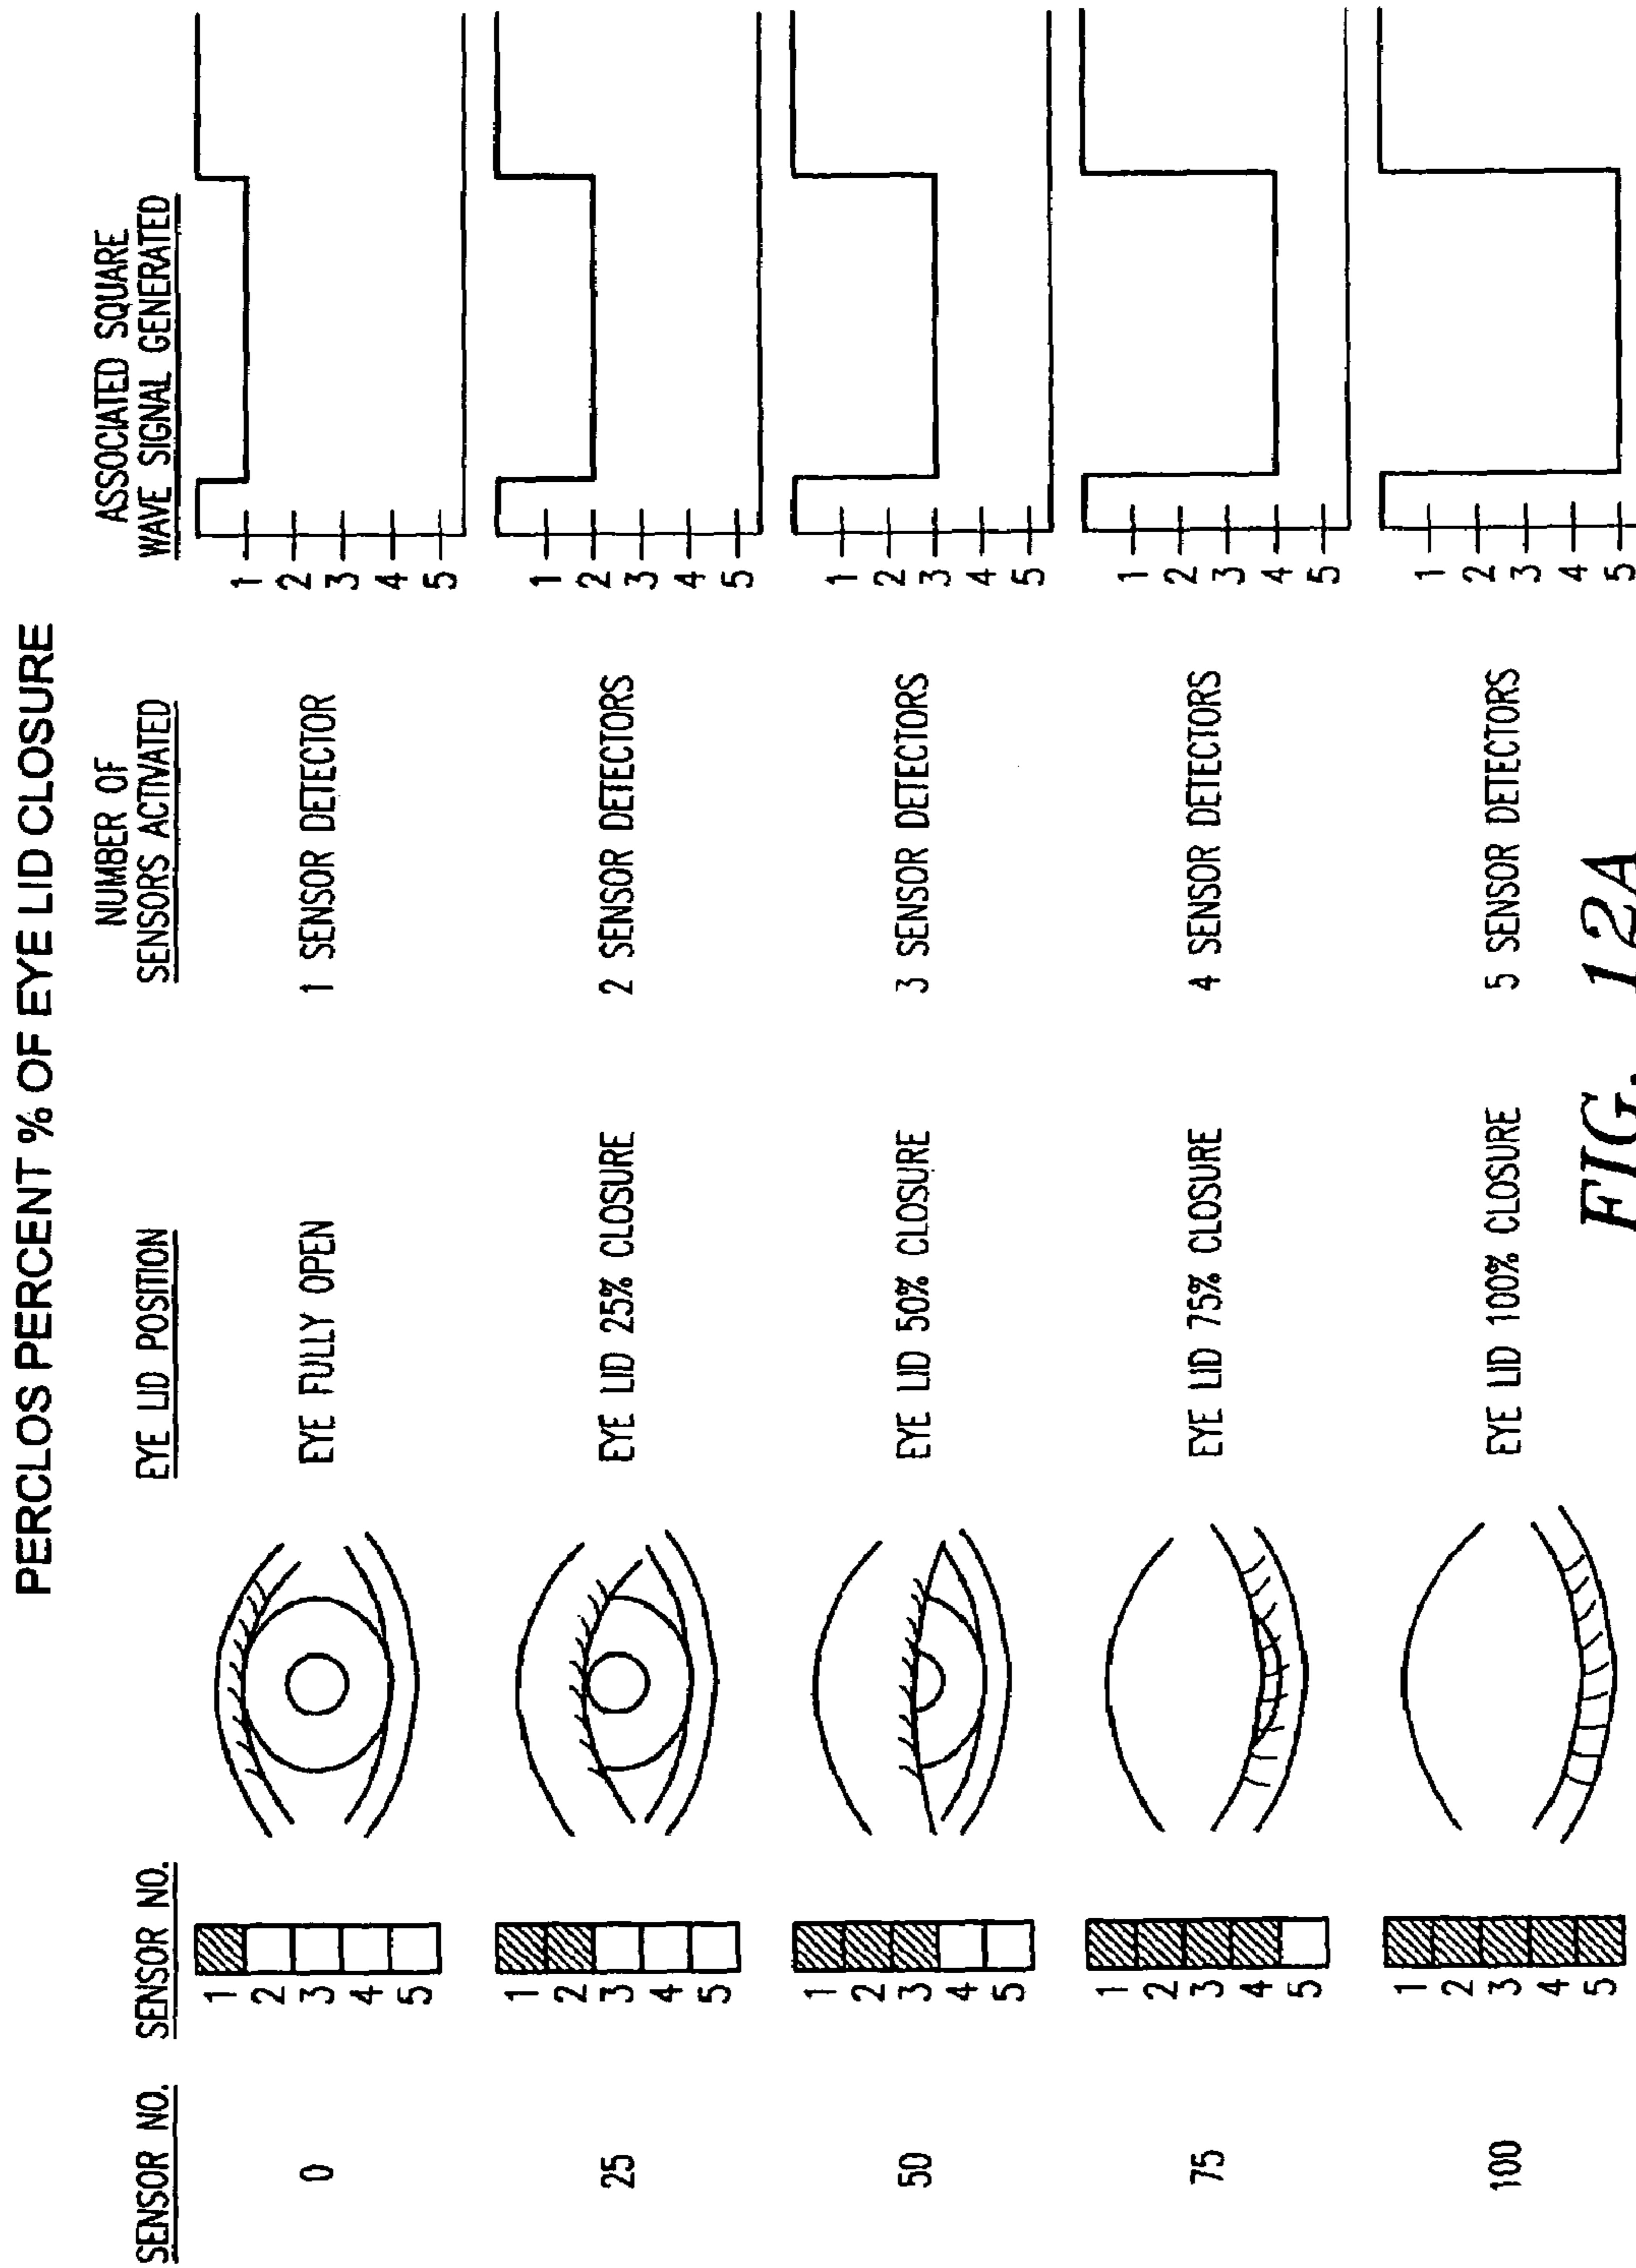 PERCLOS PERCENT % OF EYE LID CLOSURE
SENSOR NO.
SENSOR NO.
EYE LID POSITION
NUMBER OF
SENSORS ACTIVATED
ASSOCIATED SQUARE
WAVE SIGNAL GENERATED
0
1
2
3
4
5
EYE FULLY OPEN
1 SENSOR DETECTOR
1
2
3
4
5
25
1
2
3
4
5
EYE LID 25% CLOSURE
2 SENSOR DETECTORS
1
2
3
4
5
50
1
2
3
4
5
EYE LID 50% CLOSURE
3 SENSOR DETECTORS
1
2
3
4
5
75
1
2
3
4
5
EYE LID 75% CLOSURE
4 SENSOR DETECTORS
1
2
3
4
5
100
1
2
3
4
5
EYE LID 100% CLOSURE
5 SENSOR DETECTORS
1
2
3
4
5
FIG. 12A